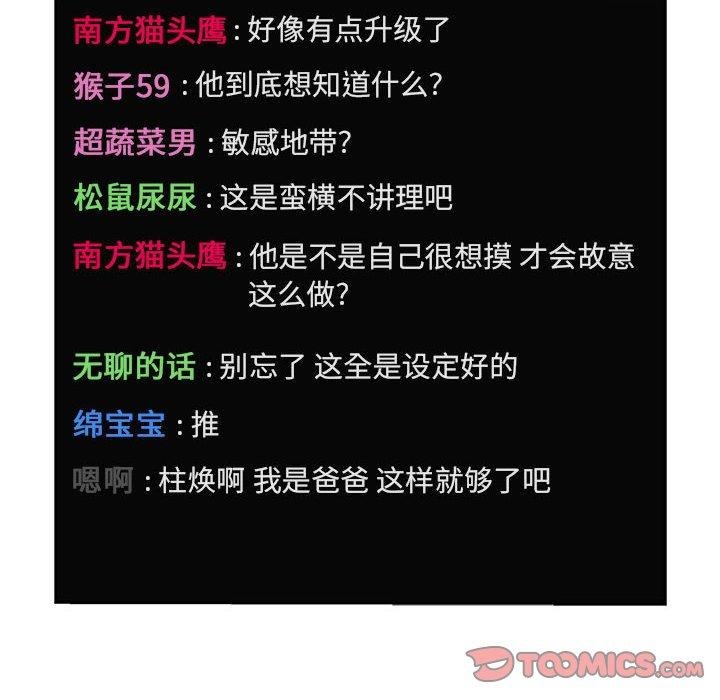 南方猫头鹰:好像有点升级了
猴子59 :他到底想知道什么?
超蔬菜男 :敏感地带?
松鼠尿尿 :这是蛮横不讲理吧
南方猫头鹰 :他是不是自己很想摸 才会故意
这么做?
无聊的话 :别忘了 这全是设定好的
绵宝宝 :推
嗯啊 :柱焕啊 我是爸爸 这样就够了吧
TOOMICS.com